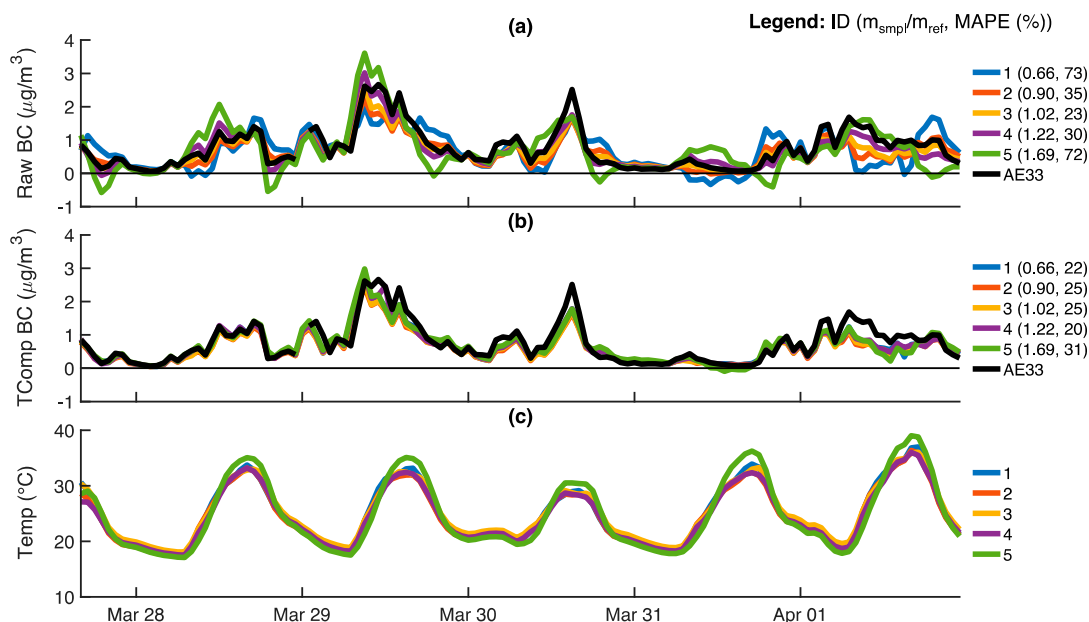 (a)
Legend: ID (m_smpl/m_ref, MAPE (%))
Raw BC (μg/m³)
4
3
2
1
0
-1
1 (0.66, 73)
2 (0.90, 35)
3 (1.02, 23)
4 (1.22, 30)
5 (1.69, 72)
AE33
(b)
TComp BC (μg/m³)
4
3
2
1
0
-1
1 (0.66, 22)
2 (0.90, 25)
3 (1.02, 25)
4 (1.22, 20)
5 (1.69, 31)
AE33
(c)
Temp (°C)
40
30
20
10
1
2
3
4
5
Mar 28 Mar 29 Mar 30 Mar 31 Apr 01